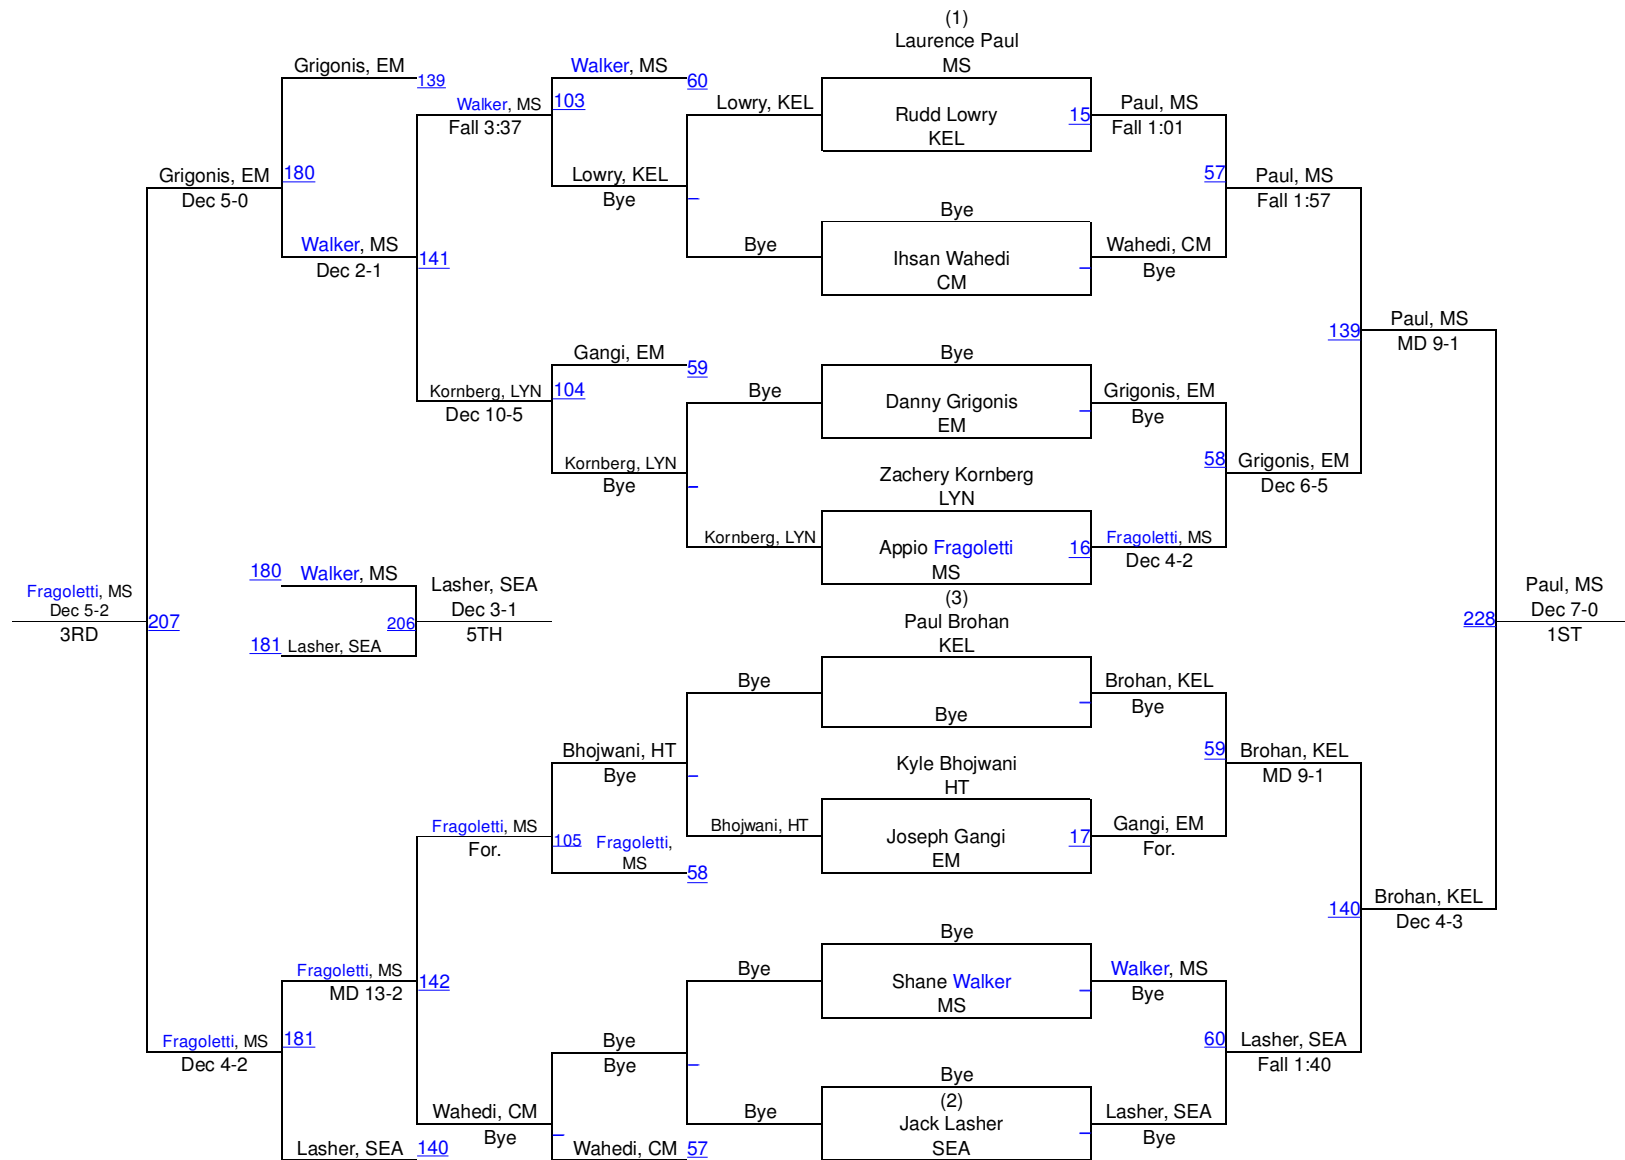 (1)
Laurence Paul
MS
Grigonis, EM
139
Walker, MS
60
Walker, MS
103
Fall 3:37
Lowry, KEL
Rudd Lowry
KEL
15
Paul, MS
Fall 1:01
Grigonis, EM
180
Dec 5-0
Lowry, KEL
Bye
57
Paul, MS
Fall 1:57
Bye
Walker, MS
141
Dec 2-1
Bye
Ihsan Wahedi
CM
Wahedi, CM
Bye
139
Paul, MS
MD 9-1
Gangi, EM
59
Bye
Kornberg, LYN
104
Dec 10-5
Bye
Danny Grigonis
EM
Grigonis, EM
Bye
Kornberg, LYN
Bye
Zachery Kornberg
LYN
58
Grigonis, EM
Dec 6-5
Kornberg, LYN
Appio Fragoletti
MS
16
Fragoletti, MS
Dec 4-2
180
Walker, MS
Lasher, SEA
Dec 3-1
206
5TH
181
Lasher, SEA
Fragoletti, MS
Dec 5-2
207
3RD
(3)
Paul Brohan
KEL
228
Paul, MS
Dec 7-0
1ST
Bye
Bye
Brohan, KEL
Bye
Bhojwani, HT
Bye
Kyle Bhojwani
HT
59
Brohan, KEL
MD 9-1
Fragoletti, MS
105
For.
Fragoletti,
MS
58
Bhojwani, HT
Joseph Gangi
EM
17
Gangi, EM
For.
140
Brohan, KEL
Dec 4-3
Bye
Fragoletti, MS
142
MD 13-2
Bye
Shane Walker
MS
Walker, MS
Bye
Fragoletti, MS
181
Dec 4-2
Bye
Bye
60
Lasher, SEA
Fall 1:40
Bye
Wahedi, CM
Bye
Bye
(2)
Jack Lasher
SEA
Lasher, SEA
Bye
Lasher, SEA
140
Wahedi, CM
57